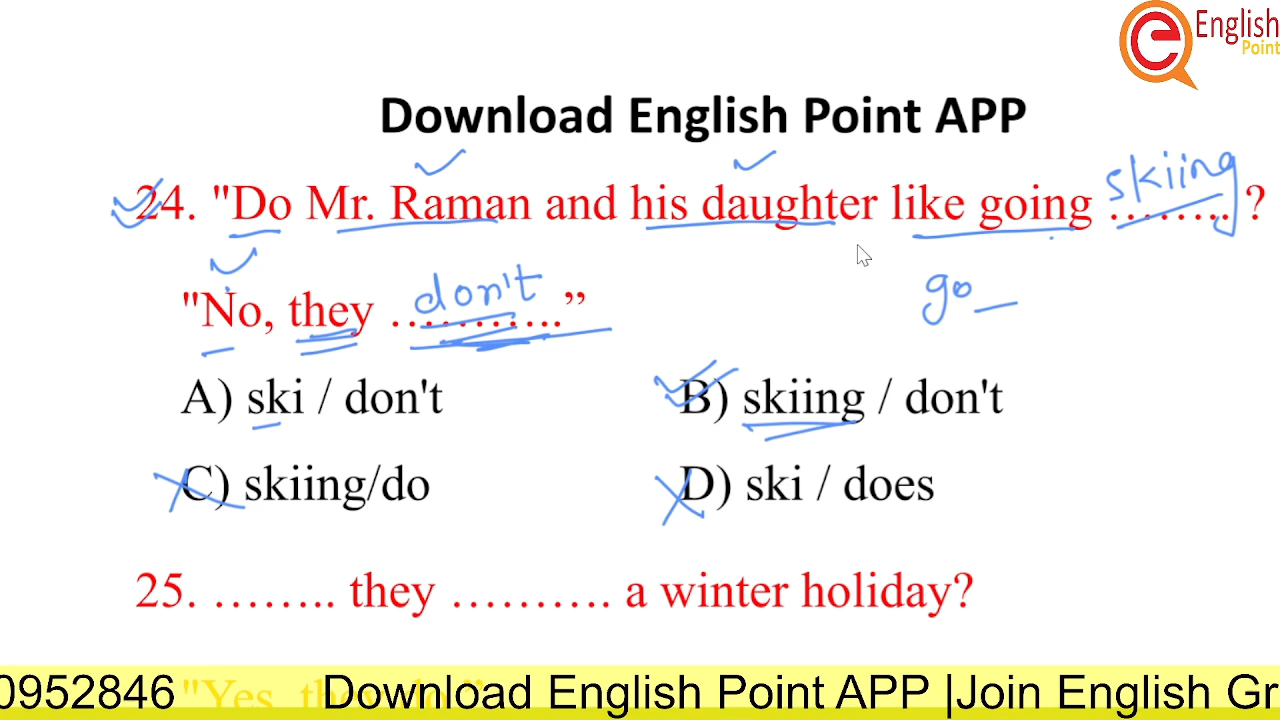 English
Point
Download English Point APP
24. "Do Mr. Raman and his daughter like going skiing …….. ?
"No, they don't ………..”
go _
A) ski / don't
B) skiing / don't
C) skiing/do
D) ski / does
25. …….. they ………. a winter holiday?
"Yes, they
0952846 Download English Point APP |Join English Gr